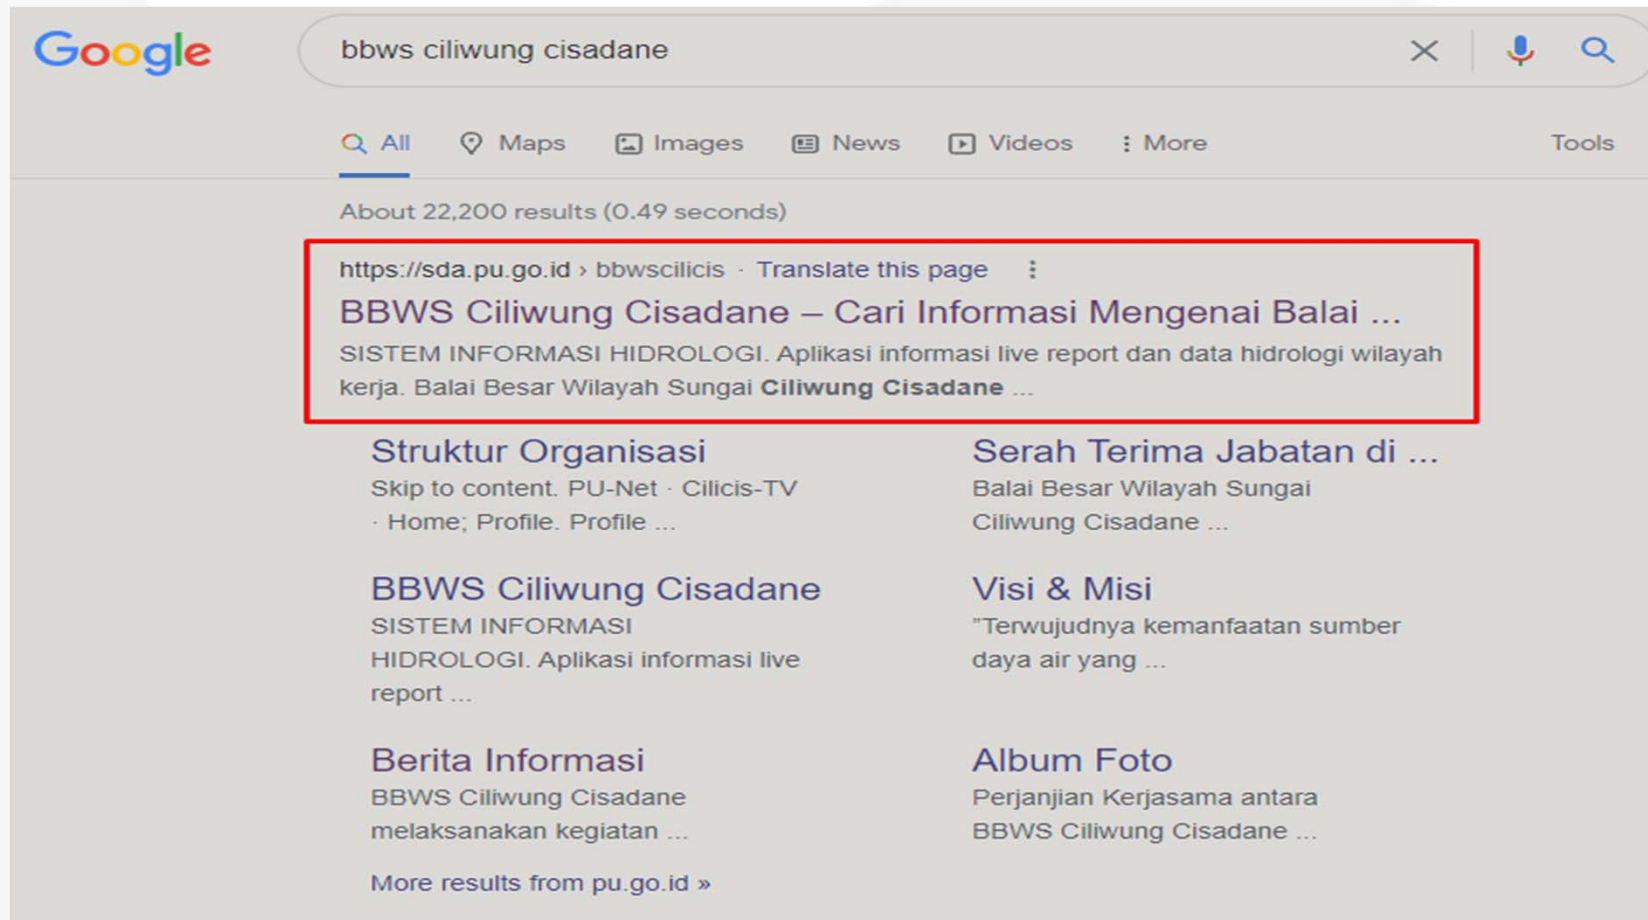 Google
bbws ciliwung cisadane
All Maps Images News Videos More Tools
About 22,200 results (0.49 seconds)
https://sda.pu.go.id › bbwscilicis · Translate this page
BBWS Ciliwung Cisadane – Cari Informasi Mengenai Balai ...
SISTEM INFORMASI HIDROLOGI. Aplikasi informasi live report dan data hidrologi wilayah
kerja. Balai Besar Wilayah Sungai Ciliwung Cisadane ...
Struktur Organisasi
Skip to content. PU-Net · Cilicis-TV
· Home; Profile. Profile ...
Serah Terima Jabatan di ...
Balai Besar Wilayah Sungai
Ciliwung Cisadane ...
BBWS Ciliwung Cisadane
SISTEM INFORMASI
HIDROLOGI. Aplikasi informasi live
report ...
Visi & Misi
"Terwujudnya kemanfaatan sumber
daya air yang ...
Berita Informasi
BBWS Ciliwung Cisadane
melaksanakan kegiatan ...
Album Foto
Perjanjian Kerjasama antara
BBWS Ciliwung Cisadane ...
More results from pu.go.id »